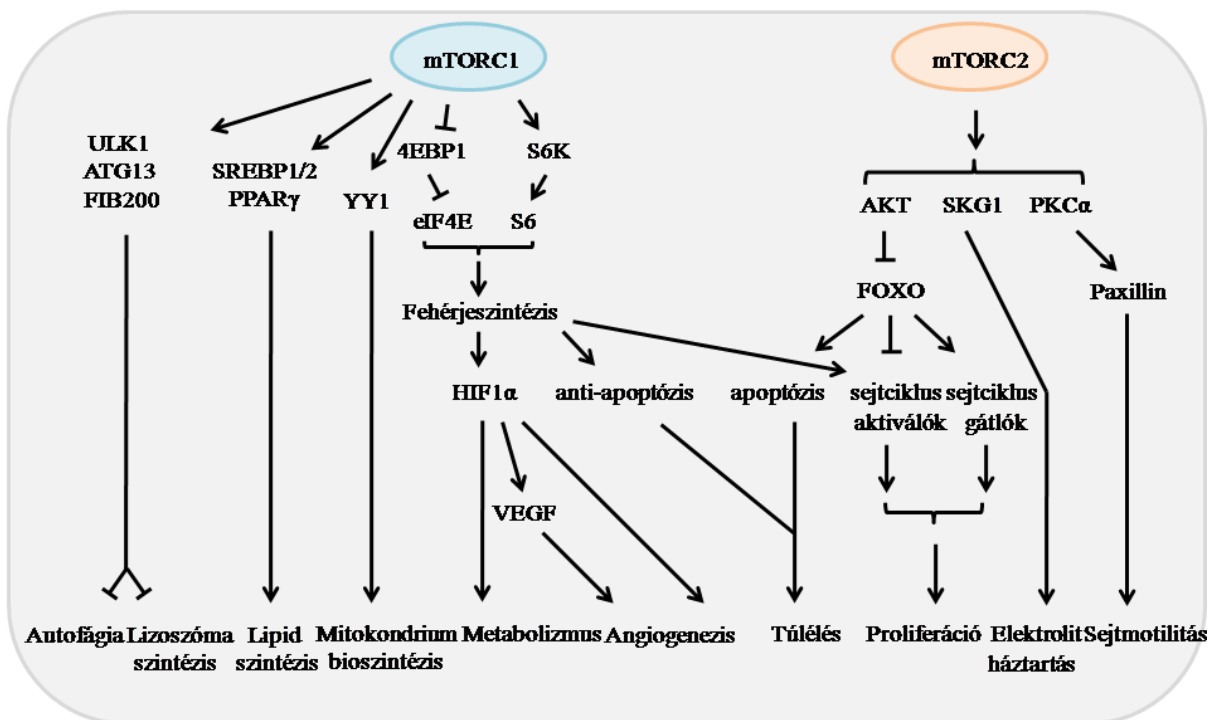 mTORC1
mTORC2
ULK1
ATG13
FIB200
SREBP1/2
PPARγ
YY1
4EBP1
S6K
eIF4E
S6
AKT
SKG1
PKCα
Fehérjeszintézis
FOXO
Paxillin
HIF1α
anti-apoptózis
apoptózis
sejtciklus
aktiválók
sejtciklus
gátlók
VEGF
Autofágia
Lizoszóma
szintézis
Lipid
szintézis
Mitokondrium
bioszintézis
Metabolizmus
Angiogenezis
Túlélés
Proliferáció
Elektrolit
háztartás
Sejtmotilitás